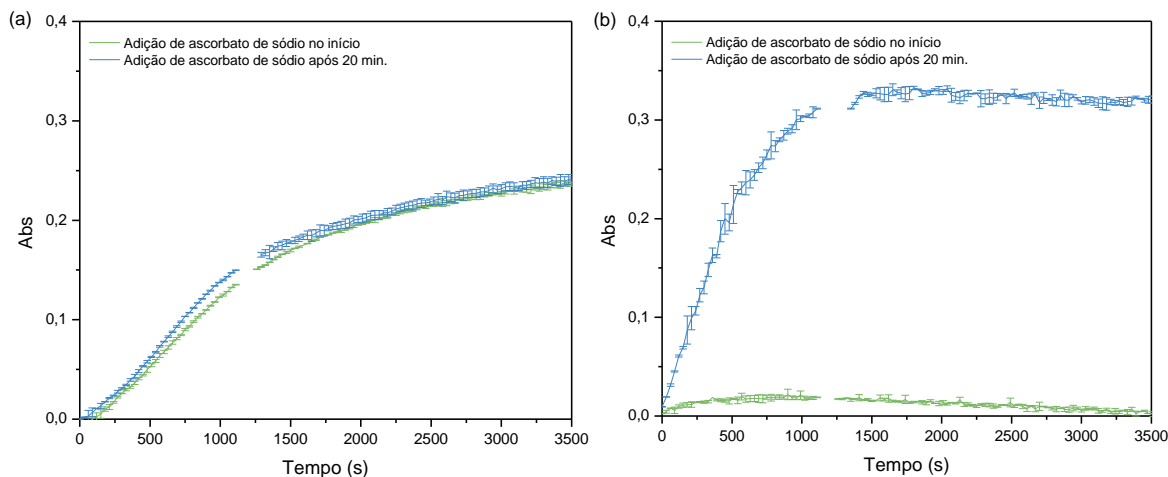 (a)
0,4
0,3
0,2
0,1
0,0
Abs
Adição de ascorbato de sódio no início
Adição de ascorbato de sódio após 20 min.
0 500 1000 1500 2000 2500 3000 3500
Tempo (s)
(b)
0,4
0,3
0,2
0,1
0,0
Abs
Adição de ascorbato de sódio no início
Adição de ascorbato de sódio após 20 min.
0 500 1000 1500 2000 2500 3000 3500
Tempo (s)